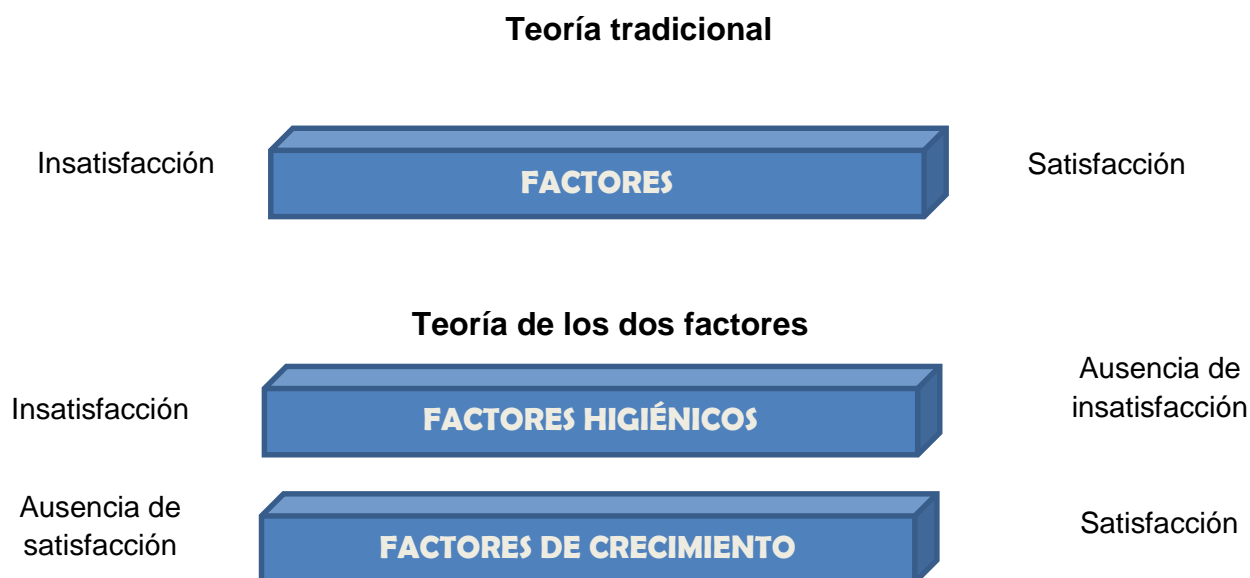 Teoría tradicional
Insatisfacción
FACTORES
Satisfacción
Teoría de los dos factores
Insatisfacción
FACTORES HIGIÉNICOS
Ausencia de
insatisfacción
Ausencia de
satisfacción
FACTORES DE CRECIMIENTO
Satisfacción